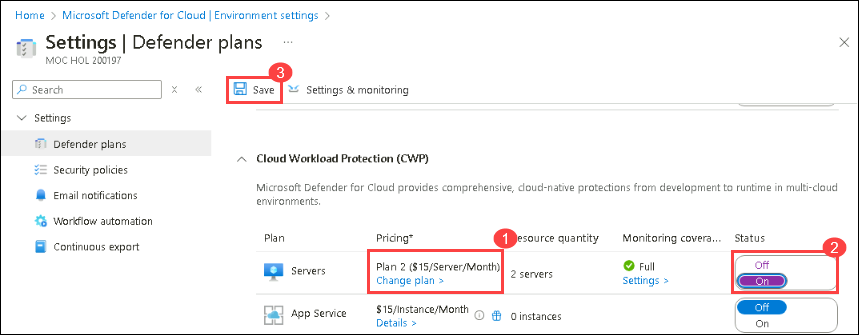 Home > Microsoft Defender for Cloud | Environment settings >
Settings | Defender plans ...
MOC HOL 200197
3
Search
Save
Settings & monitoring
Settings
Defender plans
Security policies
Email notifications
Workflow automation
Continuous export
Cloud Workload Protection (CWP)
Microsoft Defender for Cloud provides comprehensive, cloud-native protections from development to runtime in multi-cloud
environments.
1
2
Plan Pricing* esource quantity Monitoring covera... Status
Servers Plan 2 ($15/Server/Month) 2 servers Full Off
Change plan > Settings > On
App Service $15/Instance/Month 0 instances Off
Details > On